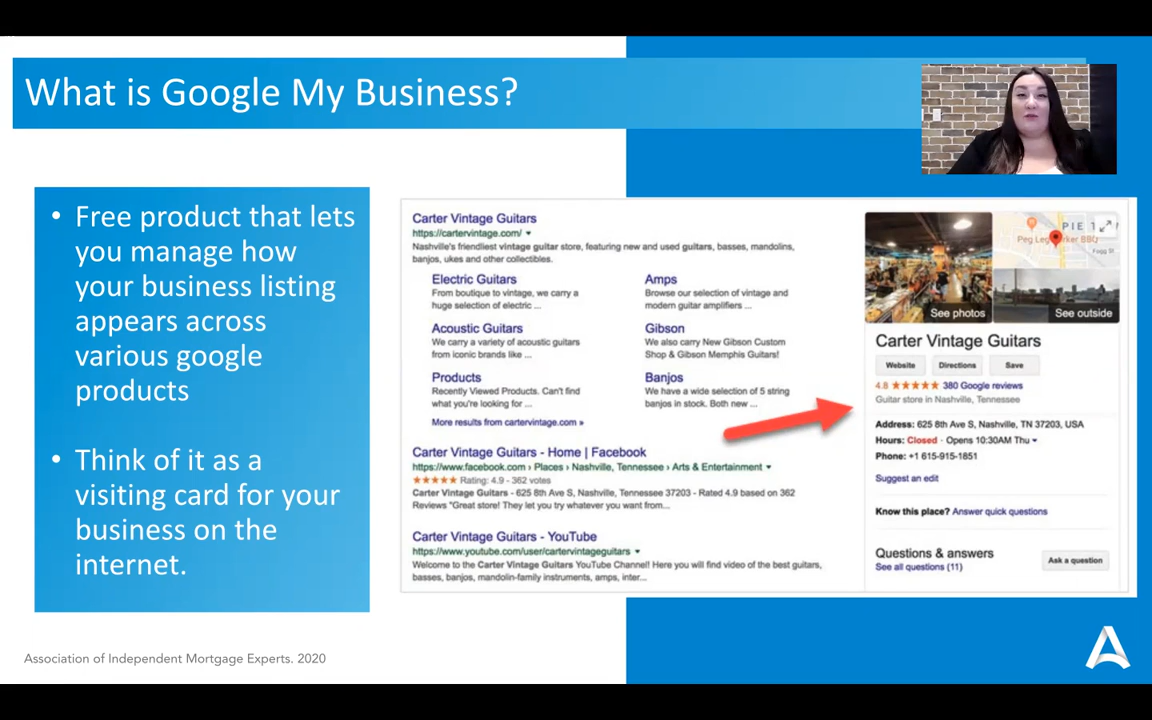 What is Google My Business?
• Free product that lets
you manage how
your business listing
appears across
various google
products
• Think of it as a
visiting card for your
business on the
internet.
Carter Vintage Guitars
https://cartervintage.com/
Nashville's friendliest vintage guitar store, featuring new and used guitars, basses, mandolins,
banjos, ukes and other collectibles.
Electric Guitars
From boutique to vintage, we carry a
huge selection of electric ...
Amps
Browse our selection of vintage and
modern guitar amplifiers ...
Acoustic Guitars
We carry a variety of acoustic guitars
from iconic brands like ...
Gibson
We also carry New Gibson Custom
Shop & Gibson Memphis Guitars!
Products
Recently Viewed Products. Can't find
what you're looking for ...
Banjos
We have a wide selection of 5 string
banjos in stock. Both new ...
More results from cartervintage.com »
Carter Vintage Guitars - Home | Facebook
https://www.facebook.com › Places › Nashville, Tennessee › Arts & Entertainment
★★★★★ Rating: 4.9 - 362 votes
Carter Vintage Guitars - 625 8th Ave S, Nashville, Tennessee 37203 - Rated 4.9 based on 362
Reviews "Great store! They let you try whatever you want from...
Carter Vintage Guitars - YouTube
https://www.youtube.com/user/cartervintageguitars
Welcome to the Carter Vintage Guitars YouTube Channel! Here you will find video of the best guitars,
basses, banjos, mandolin-family instruments, amps, inter...
PIE
Peg Leg
rker BBQ
Fogg St
See photos
See outside
Carter Vintage Guitars
Website Directions Save
4.8 ★★★★★ 380 Google reviews
Guitar store in Nashville, Tennessee
Address: 625 8th Ave S, Nashville, TN 37203, USA
Hours: Closed · Opens 10:30AM Thu
Phone: +1 615-915-1851
Suggest an edit
Know this place? Answer quick questions
Questions & answers
See all questions (11)
Ask a question
Association of Independent Mortgage Experts. 2020